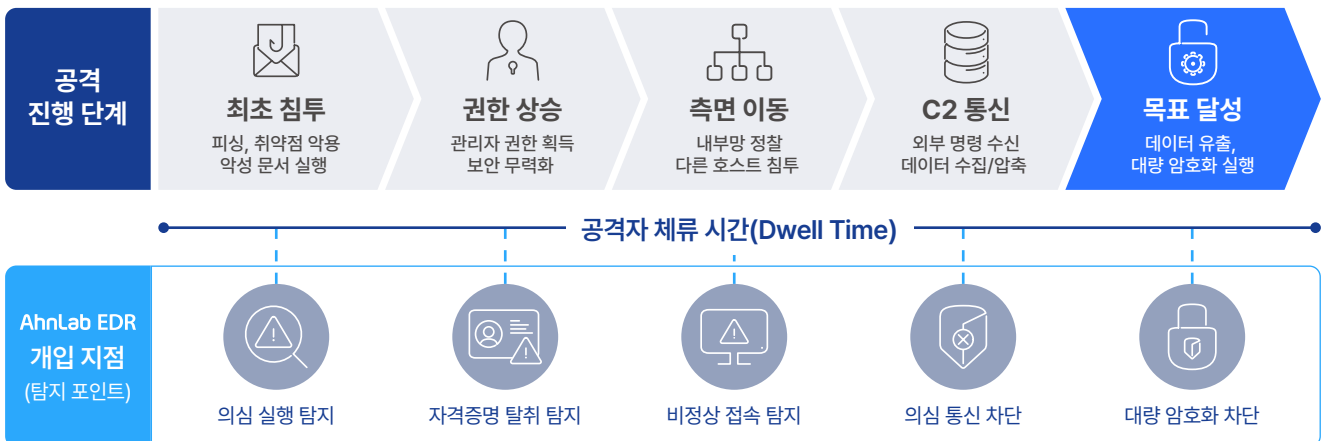 공격
진행 단계
최초 침투
피싱, 취약점 악용
악성 문서 실행
권한 상승
관리자 권한 획득
보안 무력화
측면 이동
내부망 정찰
다른 호스트 침투
C2 통신
외부 명령 수신
데이터 수집/압축
목표 달성
데이터 유출,
대량 암호화 실행
공격자 체류 시간(Dwell Time)
AhnLab EDR
개입 지점
(탐지 포인트)
의심 실행 탐지
자격증명 탈취 탐지
비정상 접속 탐지
의심 통신 차단
대량 암호화 차단